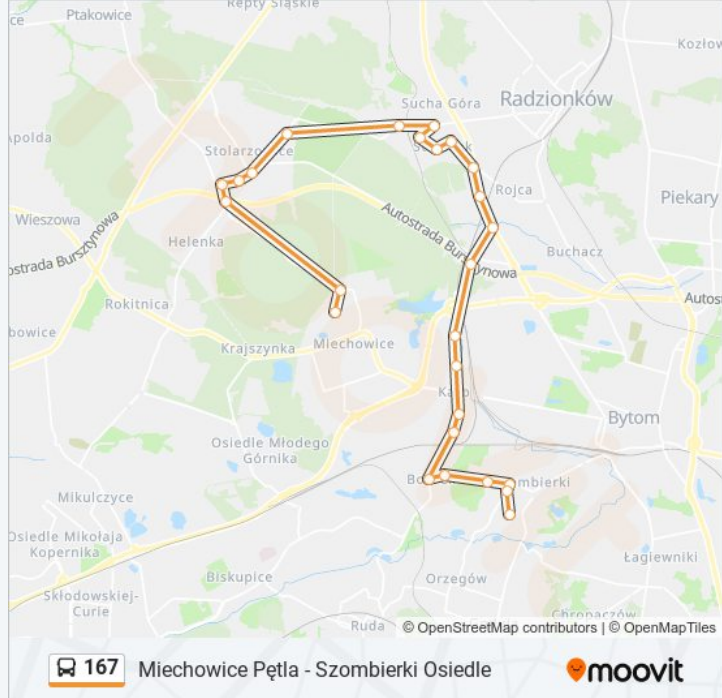 Repty Śląskie
Ptakowice
ce
Kozłow
Sucha Góra
Radzionków
Apolda
Stolarzowice
Rojca
Piekary
Wieszowa
Autostrada Bursztynowa
Helenka
Buchacz
ostrada Bursztynowa
Rokitnica
Autost
bowice
Krajszynka
Miechowice
Bytom
Osiedle Młodego
Górnika
Mikulczyce
ombierki
Osiedle Mikołaja
Kopernika
Łagiewniki
Biskupice
Orzegów
Skłodowskiej-
Curie
Chropaczów
Ruda
© OpenStreetMap contributors | © OpenMapTiles
167 Miechowice Pętla - Szombierki Osiedle
moovit